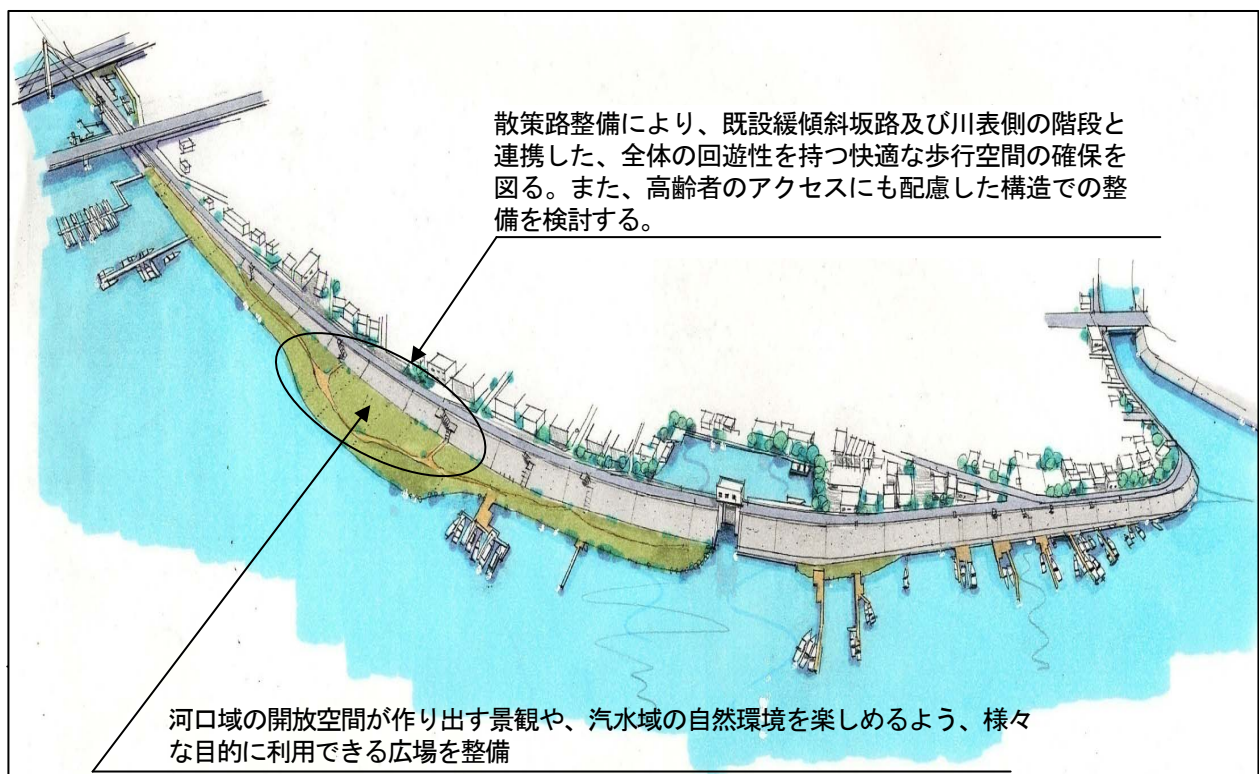 散策路整備により、既設緩傾斜坂路及び川表側の階段と
連携した、全体の回遊性を持つ快適な歩行空間の確保を
図る。また、高齢者のアクセスにも配慮した構造での整
備を検討する。
河口域の開放空間が作り出す景観や、汽水域の自然環境を楽しめるよう、様々
な目的に利用できる広場を整備